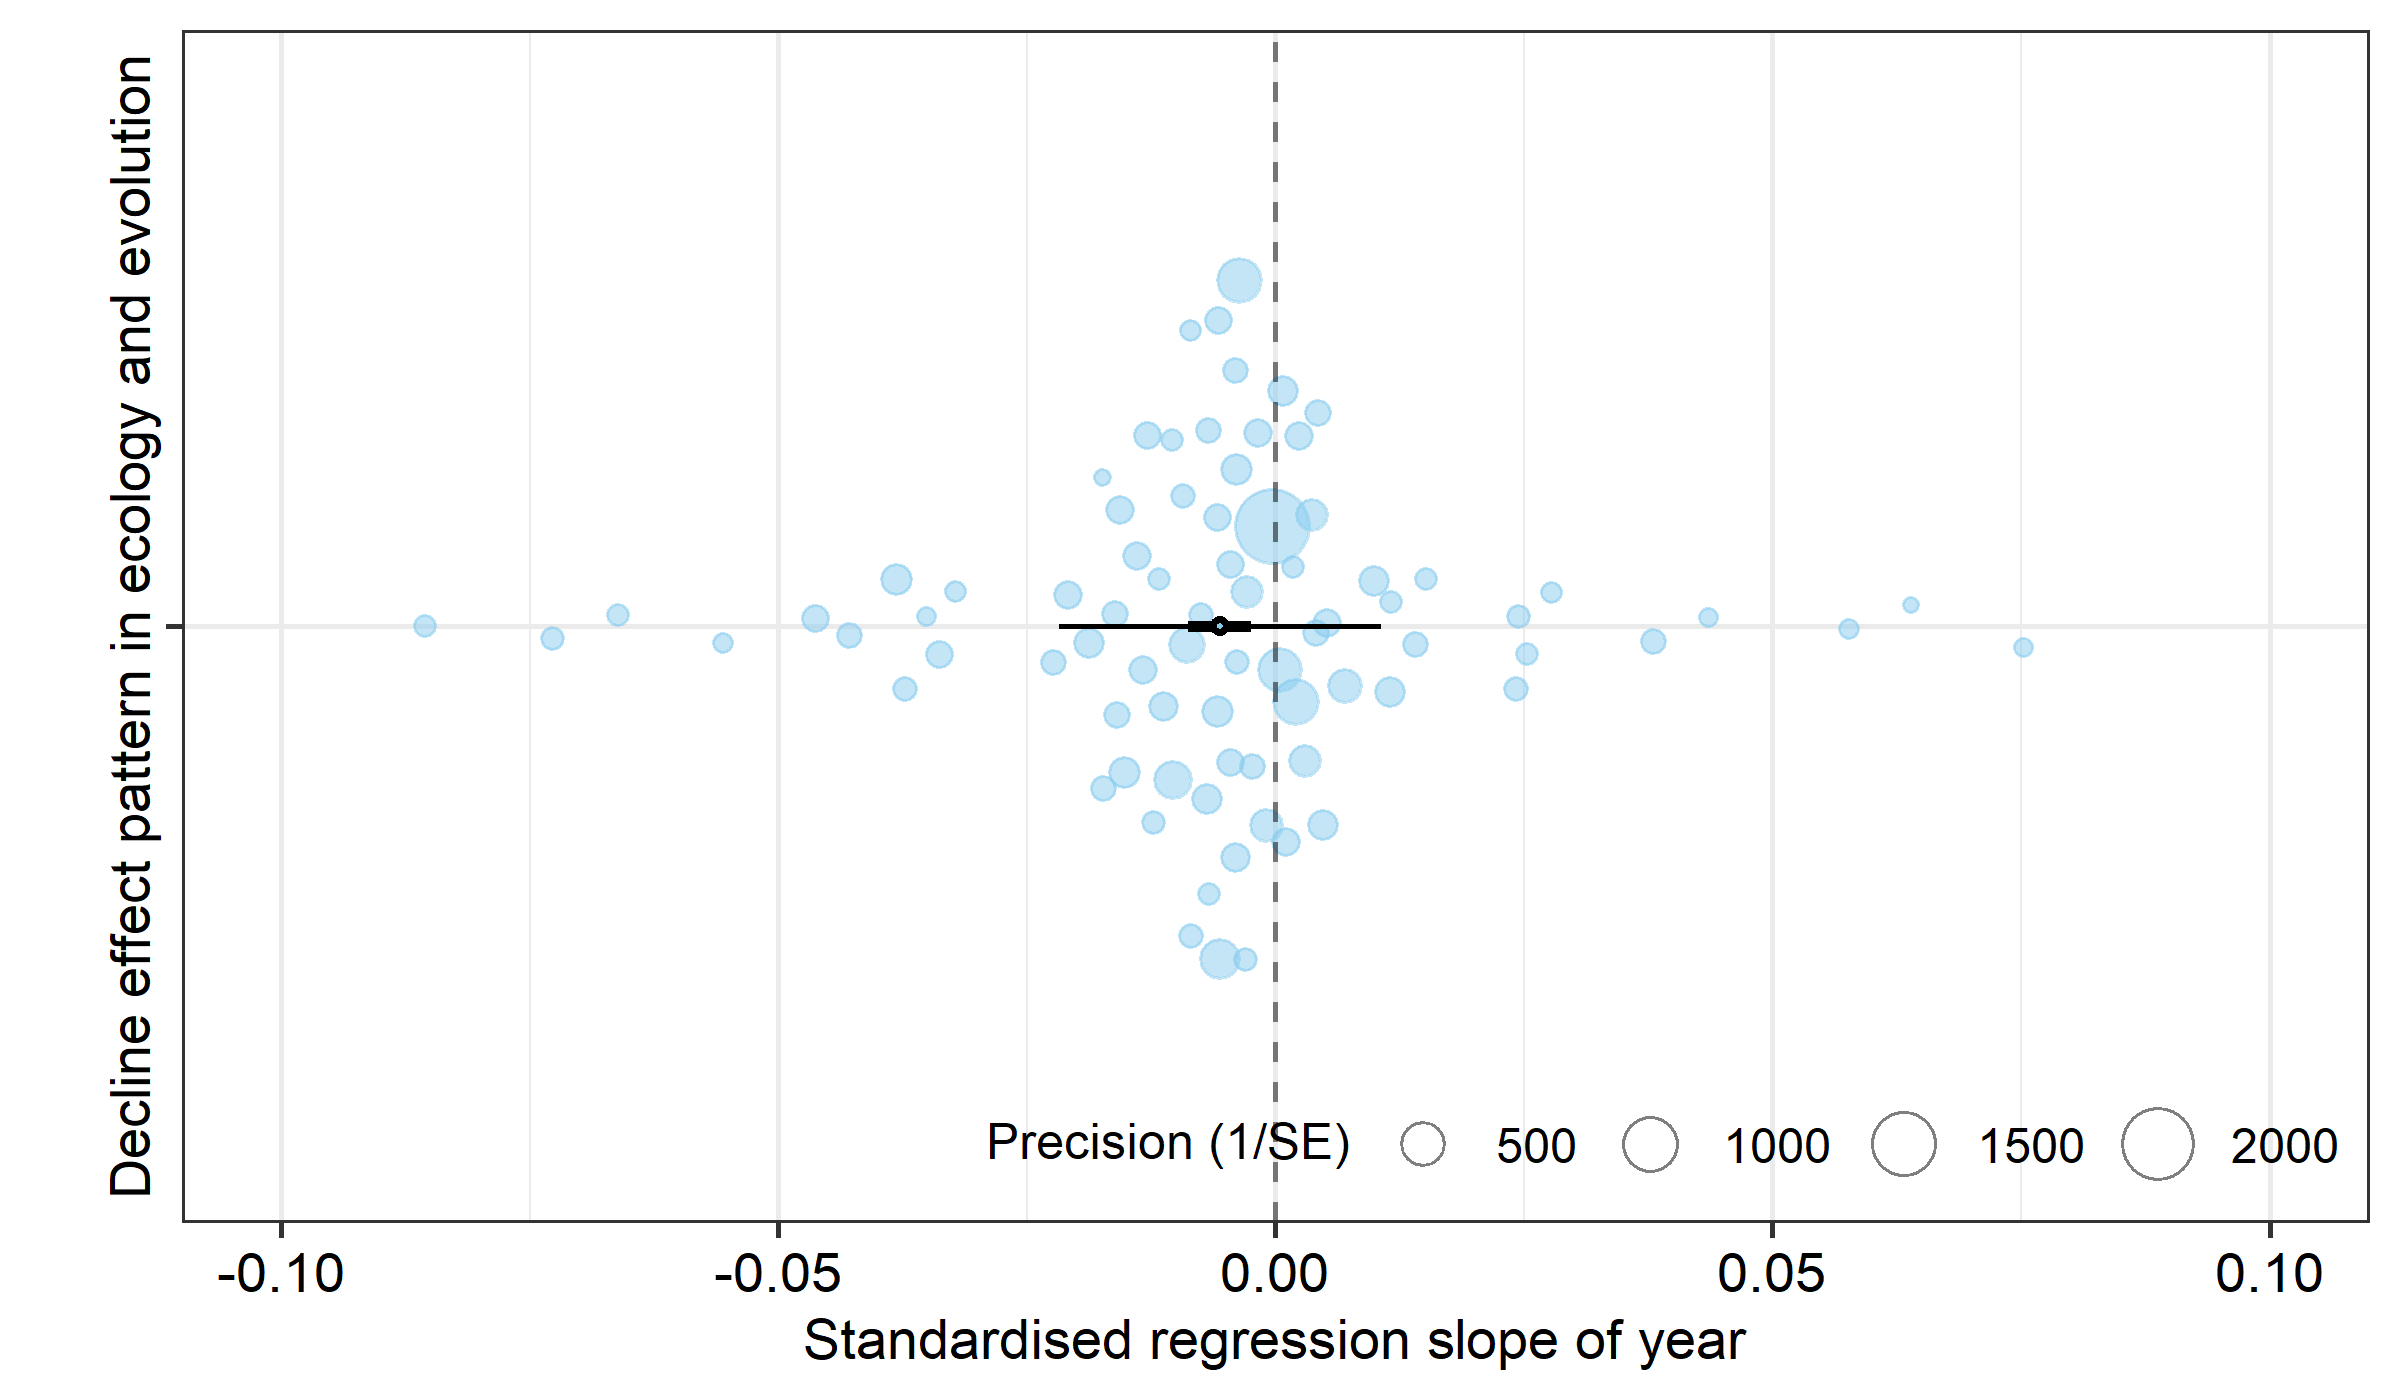 Decline effect pattern in ecology and evolution
Precision (1/SE) 500 1000 1500 2000
-0.10 -0.05 0.00 0.05 0.10
Standardised regression slope of year